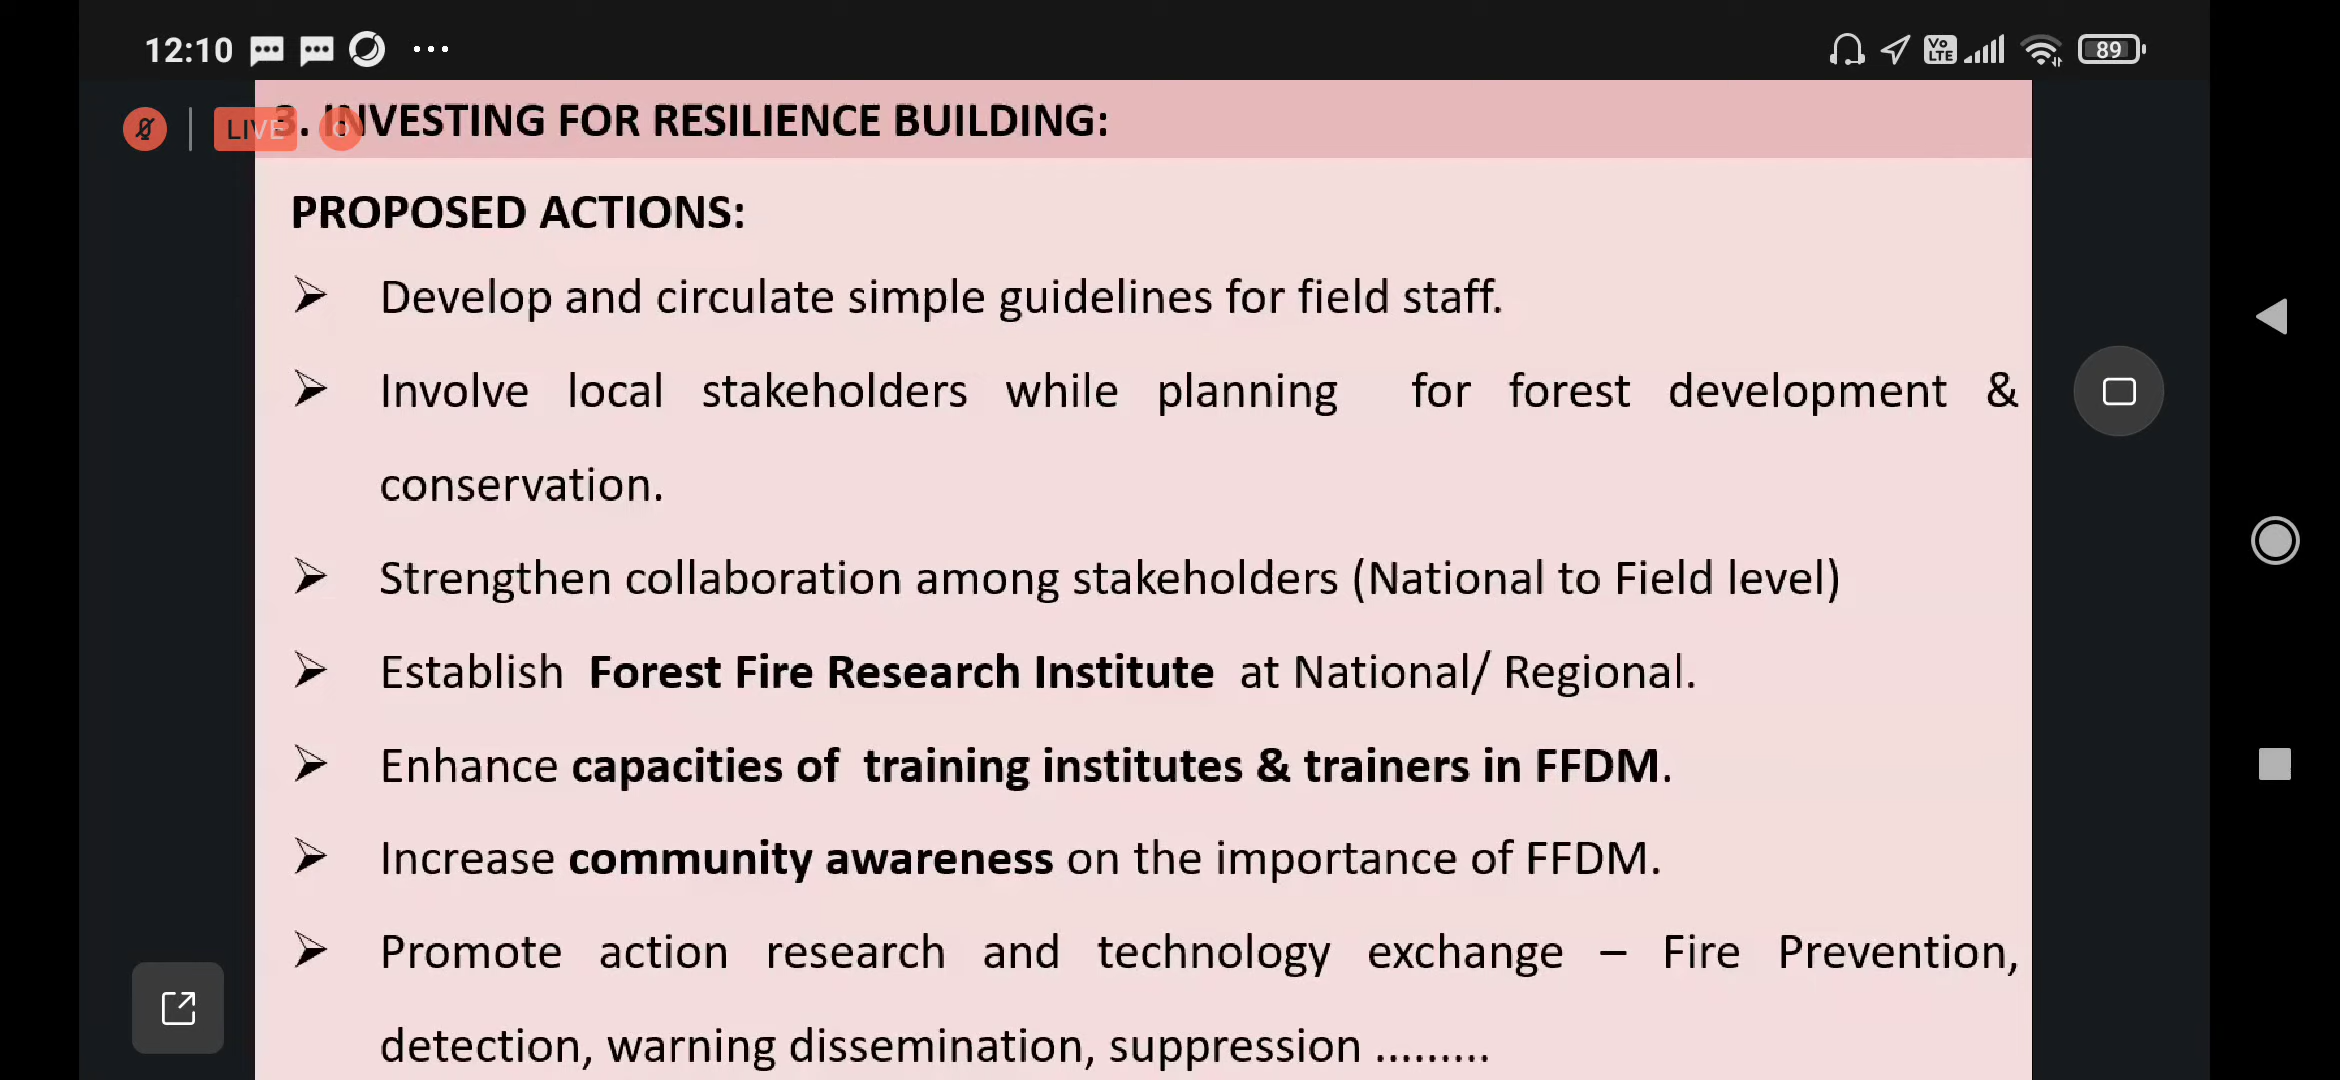 12:10
Vo LTE
89
LIVE
3. INVESTING FOR RESILIENCE BUILDING:
PROPOSED ACTIONS:
➢ Develop and circulate simple guidelines for field staff.
➢ Involve local stakeholders while planning for forest development &
conservation.
➢ Strengthen collaboration among stakeholders (National to Field level)
➢ Establish Forest Fire Research Institute at National/ Regional.
➢ Enhance capacities of training institutes & trainers in FFDM.
➢ Increase community awareness on the importance of FFDM.
➢ Promote action research and technology exchange – Fire Prevention,
detection, warning dissemination, suppression .........